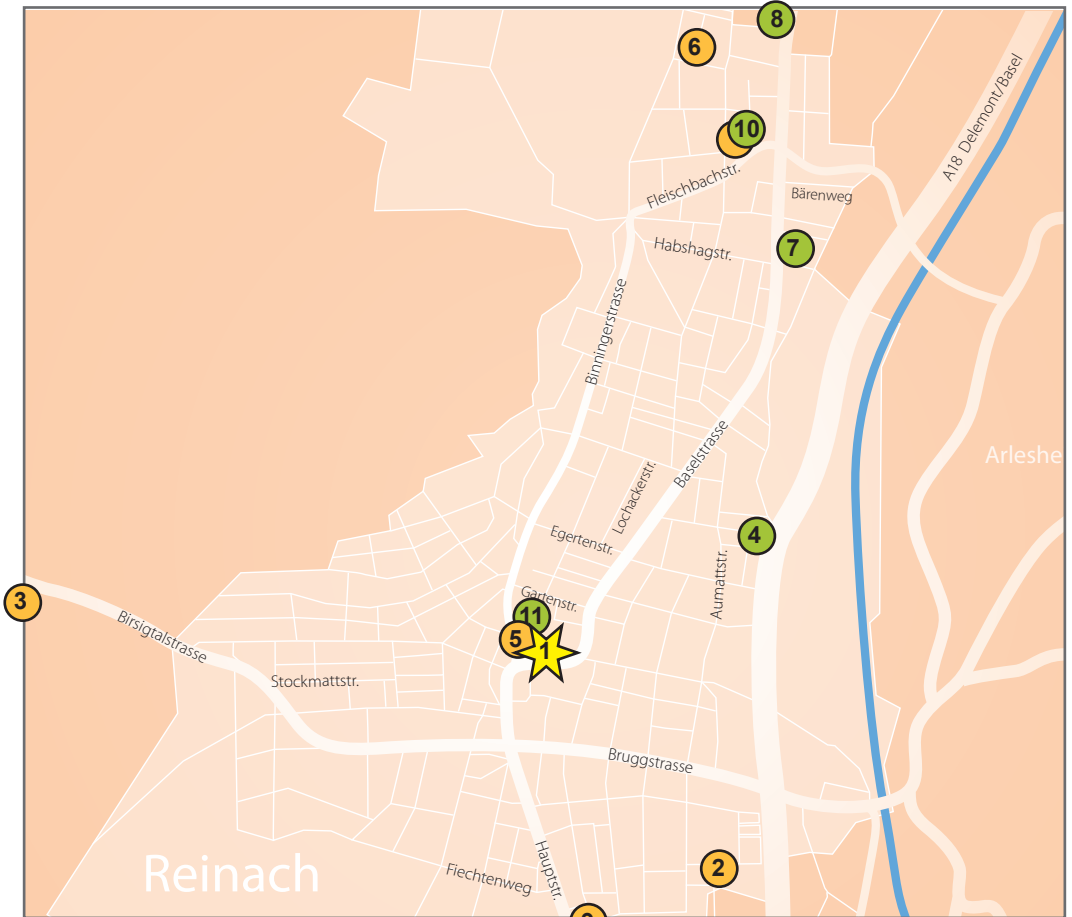 8
6
A18 Delemont/Basel
10
Fleischbachstr.
Bärenweg
Habshagstr.
7
Binningerstrasse
Baselstrasse
Arleshe
Lochackerstr.
Egertenstr.
4
Aumattstr.
Gartenstr.
3
11
5
1
Birsigtalstrasse
Stockmattstr.
Bruggstrasse
Reinach
Fiechtenweg
Hauptstr.
2